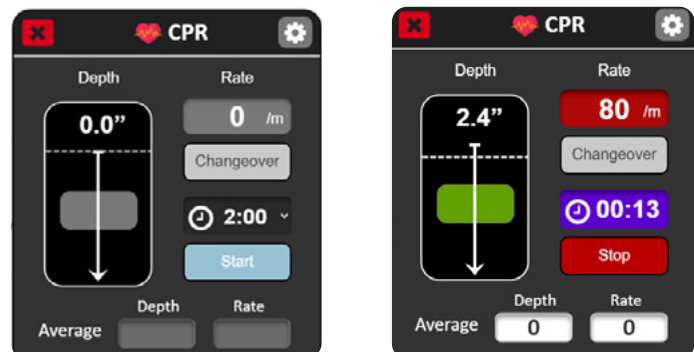 CPR
Depth Rate
0.0”
0 /m
Changeover
2:00
Start
Depth Rate
Average
CPR
Depth Rate
2.4”
80 /m
Changeover
00:13
Stop
Depth Rate
Average 0 0